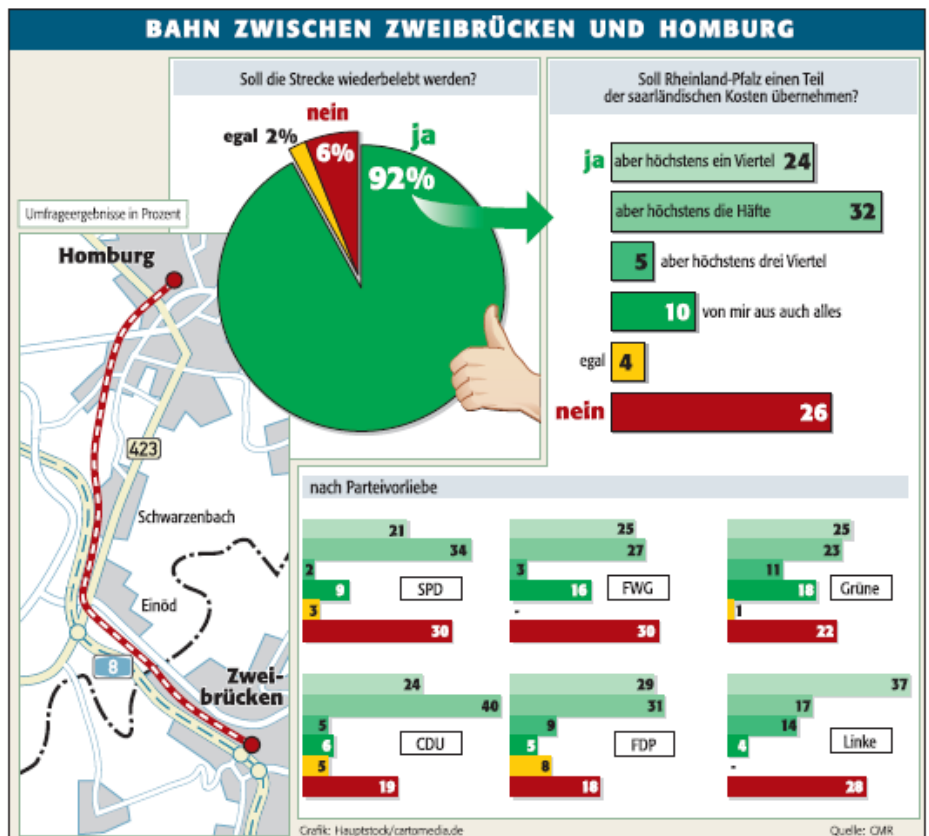 BAHN ZWISCHEN ZWEIBRÜCKEN UND HOMBURG
Soll die Strecke wiederbelebt werden?
nein
egal 2%
6%
ja
92%
Soll Rheinland-Pfalz einen Teil
der saarländischen Kosten übernehmen?
ja aber höchstens ein Viertel 24
aber höchstens die Häfte 32
5 aber höchstens drei Viertel
10 von mir aus auch alles
egal 4
nein 26
Umfrageergebnisse in Prozent
Homburg
423
Schwarzenbach
Einöd
8
Zwei-
brücken
nach Parteivorliebe
21
34
2
9
SPD
3
30
25
27
3
16
FWG
-
30
25
23
11
18
Grüne
1
22
24
40
5
6
CDU
5
19
29
31
9
5
FDP
8
18
37
17
14
4
Linke
-
28
Grafik: Hauptstock/cartomedia.de
Quelle: CMR